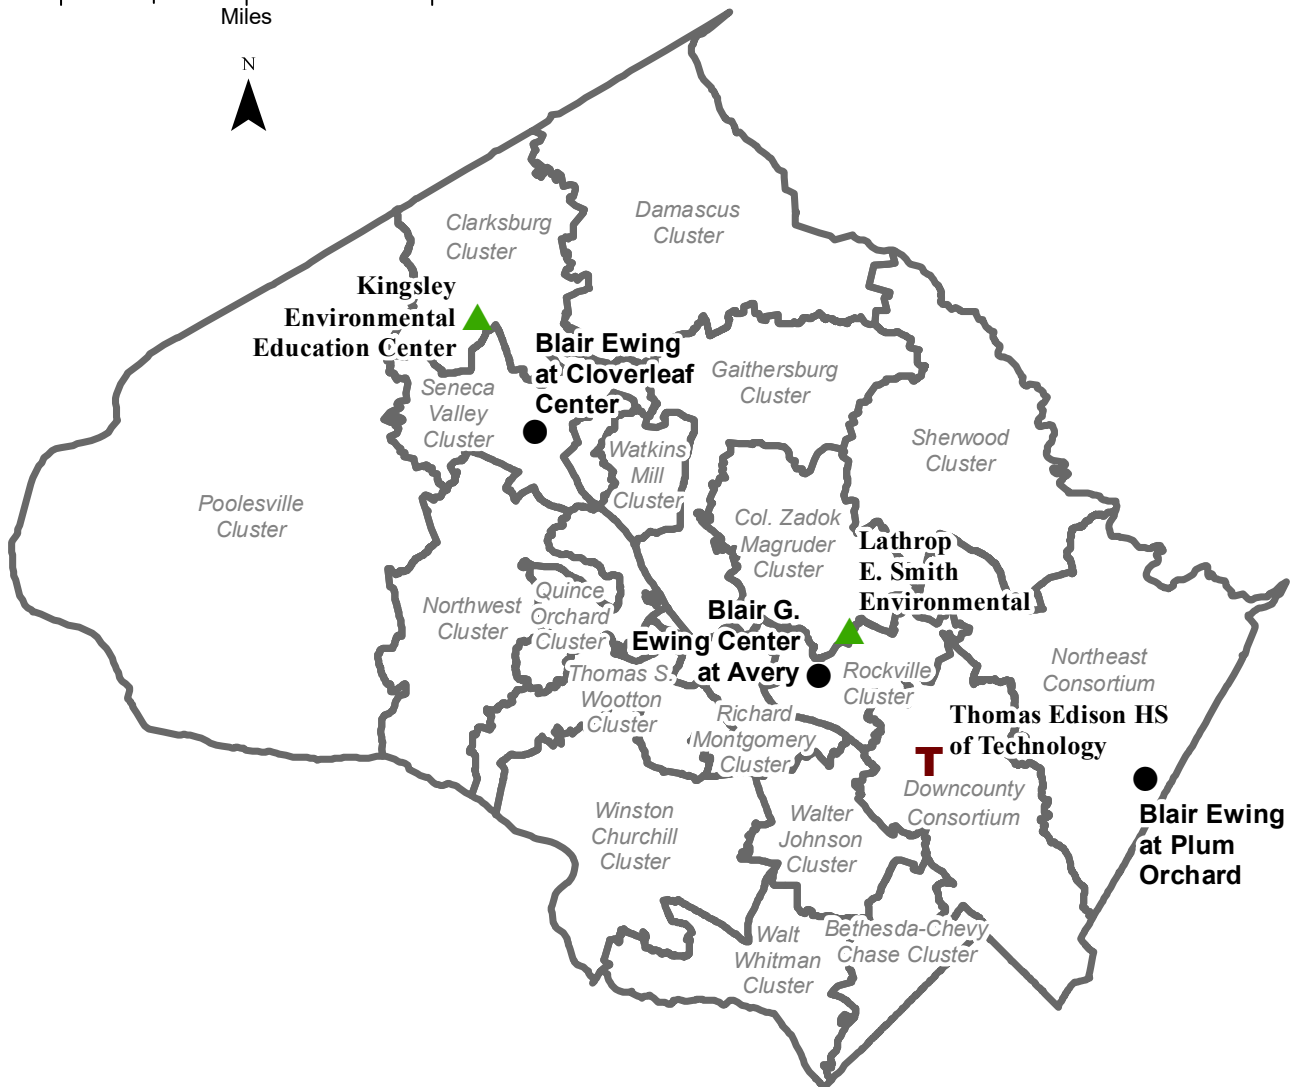 Miles
N
Clarksburg
Cluster
Damascus
Cluster
Kingsley
Environmental
Education Center
Blair Ewing
at Cloverleaf
Center
Gaithersburg
Cluster
Seneca
Valley
Cluster
Watkins
Mill
Cluster
Sherwood
Cluster
Poolesville
Cluster
Col. Zadok
Magruder
Cluster
Lathrop
E. Smith
Environmental
Quince
Orchard
Cluster
Northwest
Cluster
Blair G.
Ewing Center
at Avery
Rockville
Cluster
Northeast
Consortium
Thomas S.
Wootton
Cluster
Richard
Montgomery
Cluster
Thomas Edison HS
of Technology
T
Downcounty
Consortium
Winston
Churchill
Cluster
Walter
Johnson
Cluster
Blair Ewing
at Plum
Orchard
Walt
Whitman
Cluster
Bethesda-Chevy
Chase Cluster